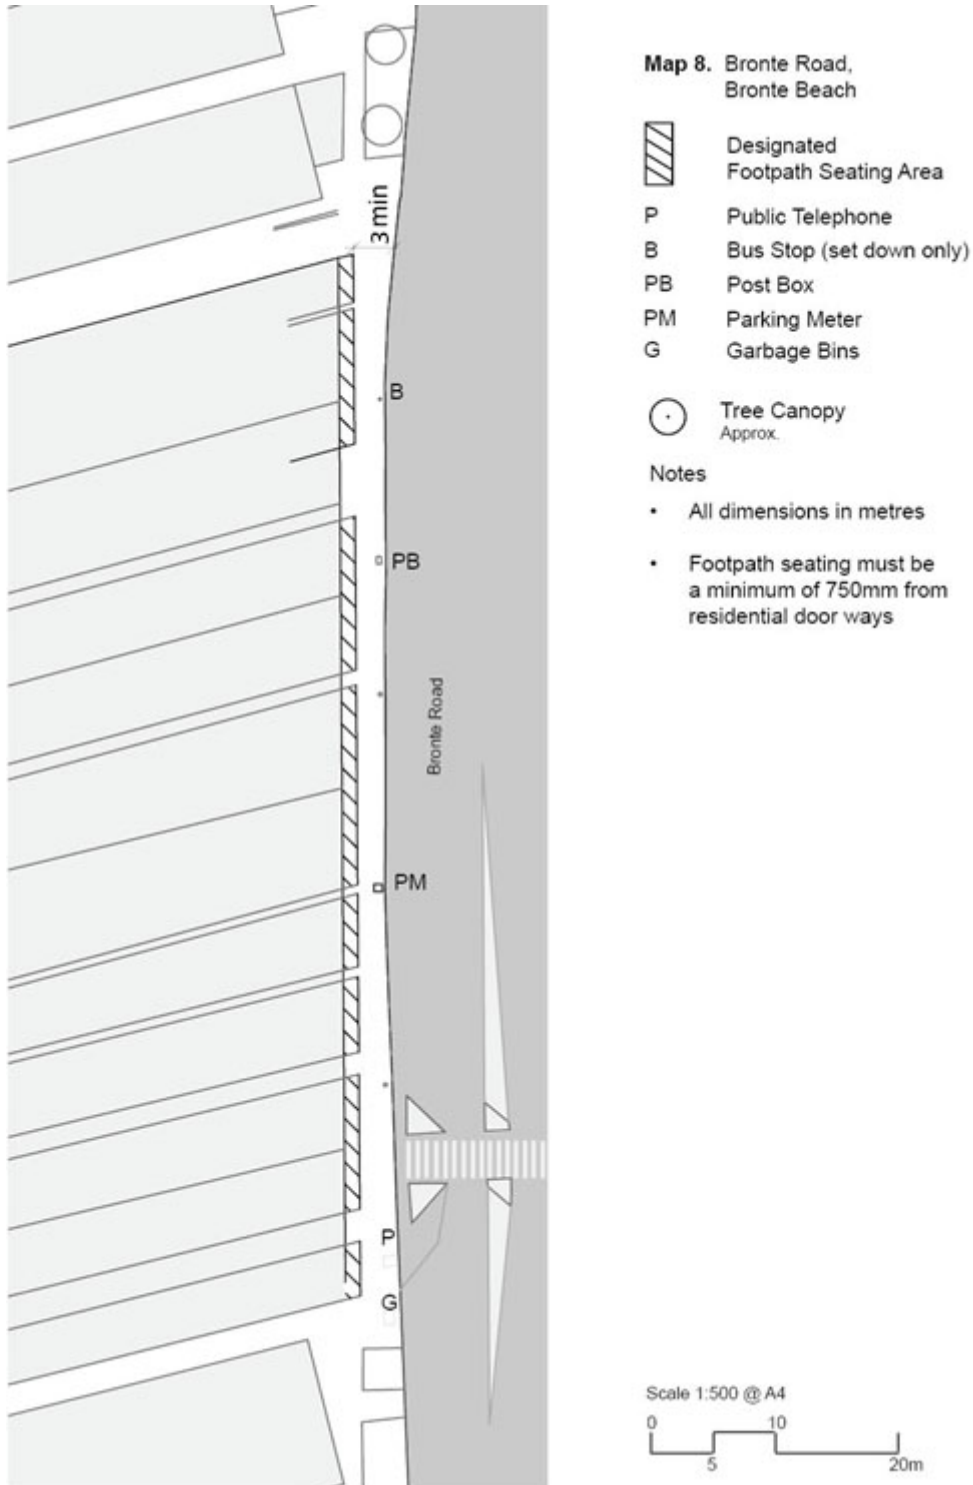 Map 8. Bronte Road,
Bronte Beach
Designated
Footpath Seating Area
P Public Telephone
B Bus Stop (set down only)
PB Post Box
PM Parking Meter
G Garbage Bins
Tree Canopy
Approx.
Notes
• All dimensions in metres
• Footpath seating must be
a minimum of 750mm from
residential door ways
3 min
B
PB
Bronte Road
PM
P
G
Scale 1:500 @ A4
0 10
5 20m